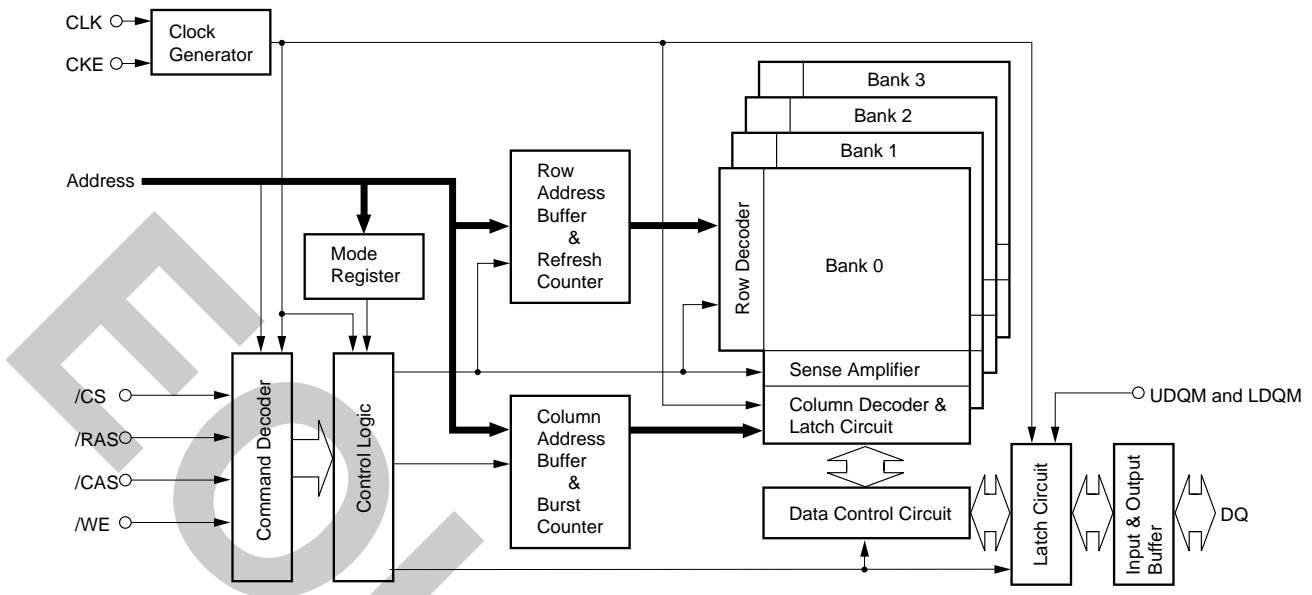 CLK
CKE
Clock
Generator
Bank 3
Bank 2
Bank 1
Bank 0
Row Decoder
Address
Mode
Register
Row
Address
Buffer
&
Refresh
Counter
Sense Amplifier
Column Decoder &
Latch Circuit
/CS
/RAS
/CAS
/WE
Command Decoder
Control Logic
Column
Address
Buffer
&
Burst
Counter
Data Control Circuit
UDQM and LDQM
Latch Circuit
Input & Output
Buffer
DQ
EO